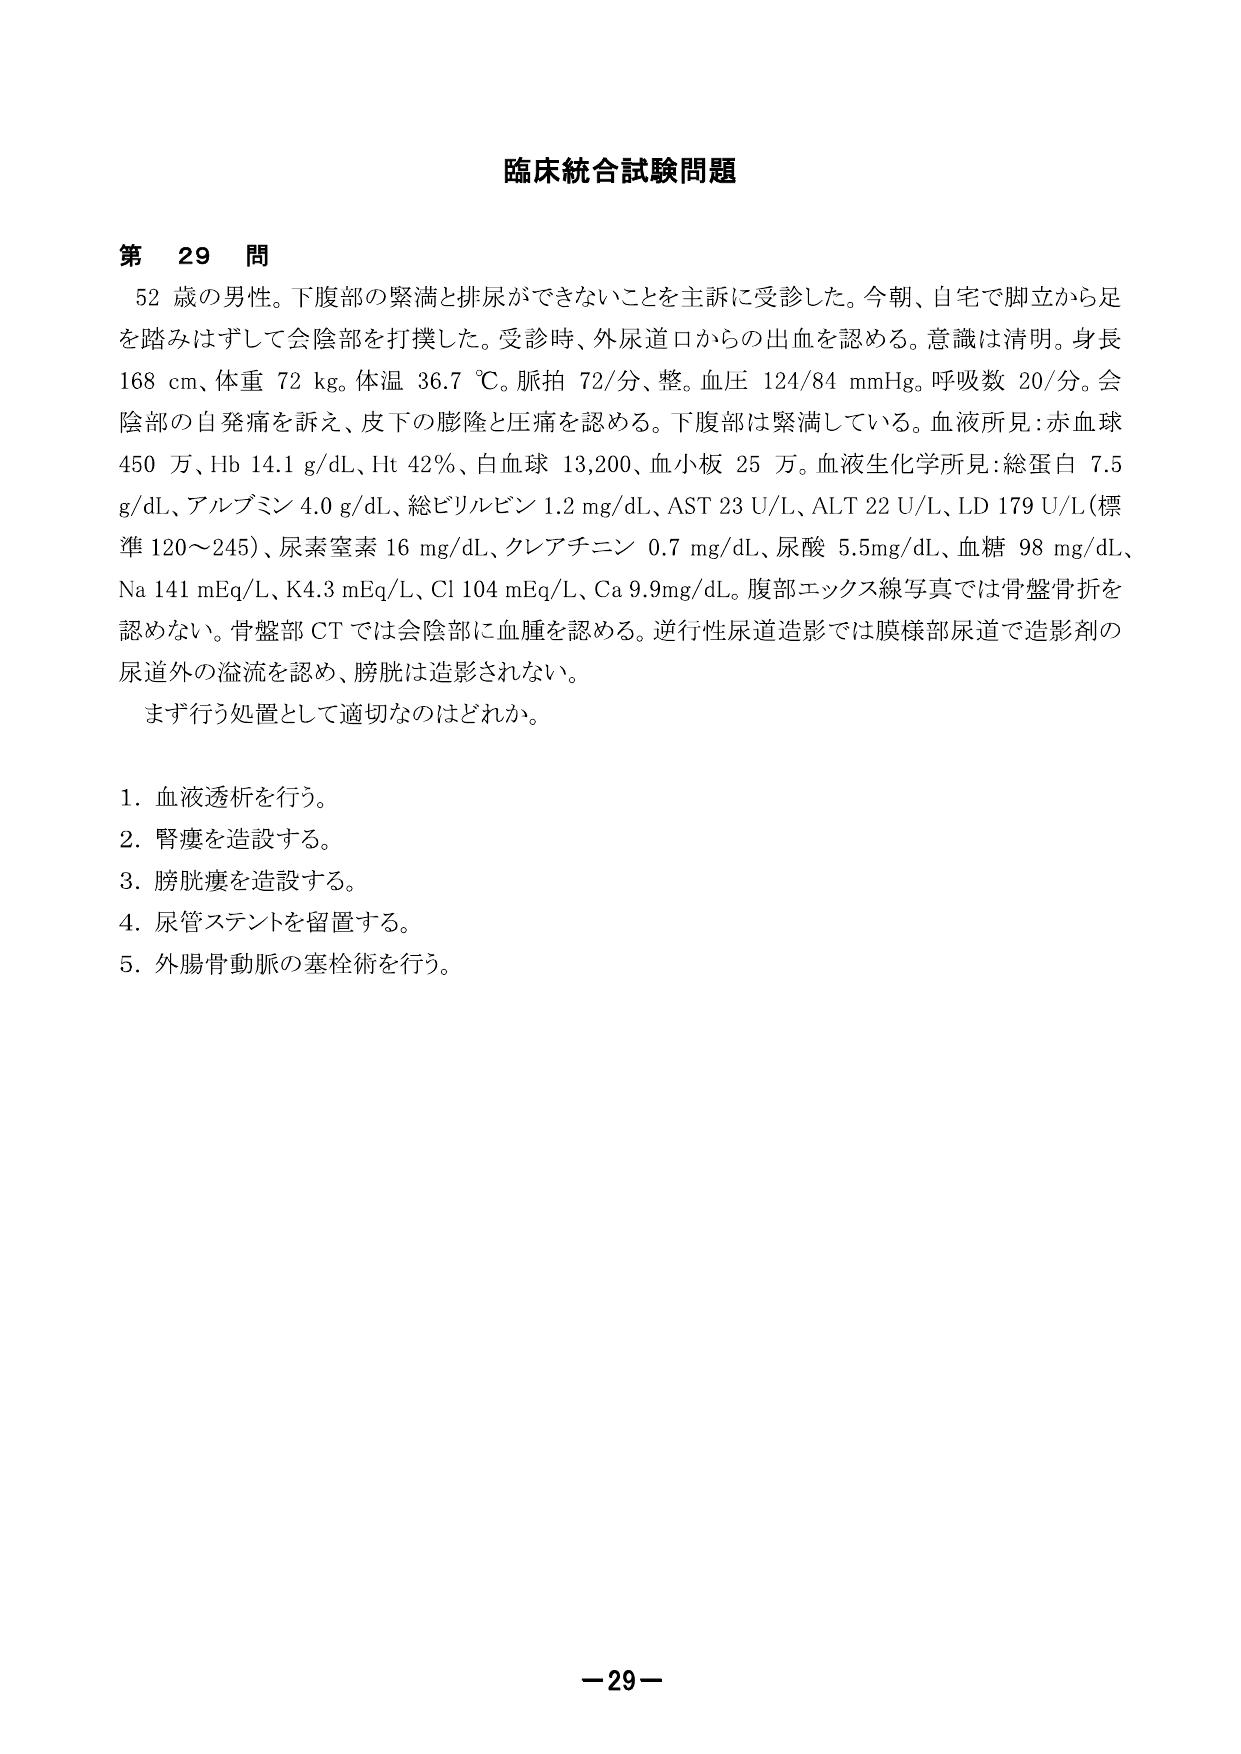 臨床統合試験問題
第 29 問
52 歳の男性。下腹部の緊満と排尿ができないことを主訴に受診した。今朝、自宅で脚立から足
を踏みはずして会陰部を打撲した。受診時、外尿道口からの出血を認める。意識は清明。身長
168 cm、体重 72 kg。体温 36.7 ℃。脈拍 72/分、整。血圧 124/84 mmHg。呼吸数 20/分。会
陰部の自発痛を訴え、皮下の膨隆と圧痛を認める。下腹部は緊満している。血液所見:赤血球
450 万、Hb 14.1 g/dL、Ht 42%、白血球 13,200、血小板 25 万。血液生化学所見:総蛋白 7.5
g/dL、アルブミン 4.0 g/dL、総ビリルビン 1.2 mg/dL、AST 23 U/L、ALT 22 U/L、LD 179 U/L(標
準 120～245)、尿素窒素 16 mg/dL、クレアチニン 0.7 mg/dL、尿酸 5.5mg/dL、血糖 98 mg/dL、
Na 141 mEq/L、K4.3 mEq/L、Cl 104 mEq/L、Ca 9.9mg/dL。腹部エックス線写真では骨盤骨折を
認めない。骨盤部 CT では会陰部に血腫を認める。逆行性尿道造影では膜様部尿道で造影剤の
尿道外の溢流を認め、膀胱は造影されない。
まず行う処置として適切なのはどれか。
1. 血液透析を行う。
2. 腎瘻を造設する。
3. 膀胱瘻を造設する。
4. 尿管ステントを留置する。
5. 外腸骨動脈の塞栓術を行う。
―29―